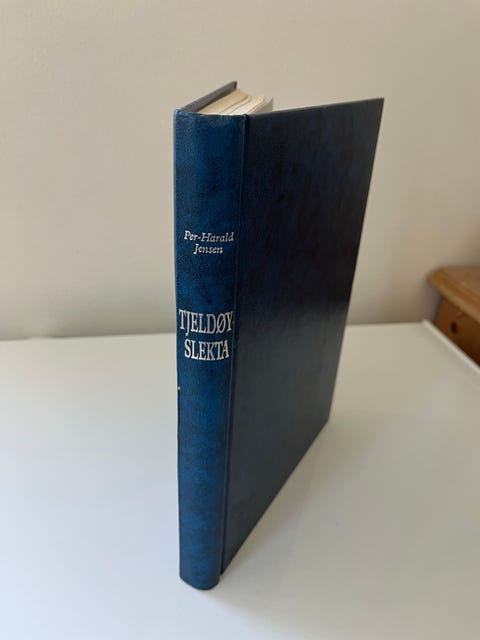 Per-Harald
Jensen
TJELDØY-
SLEKTA